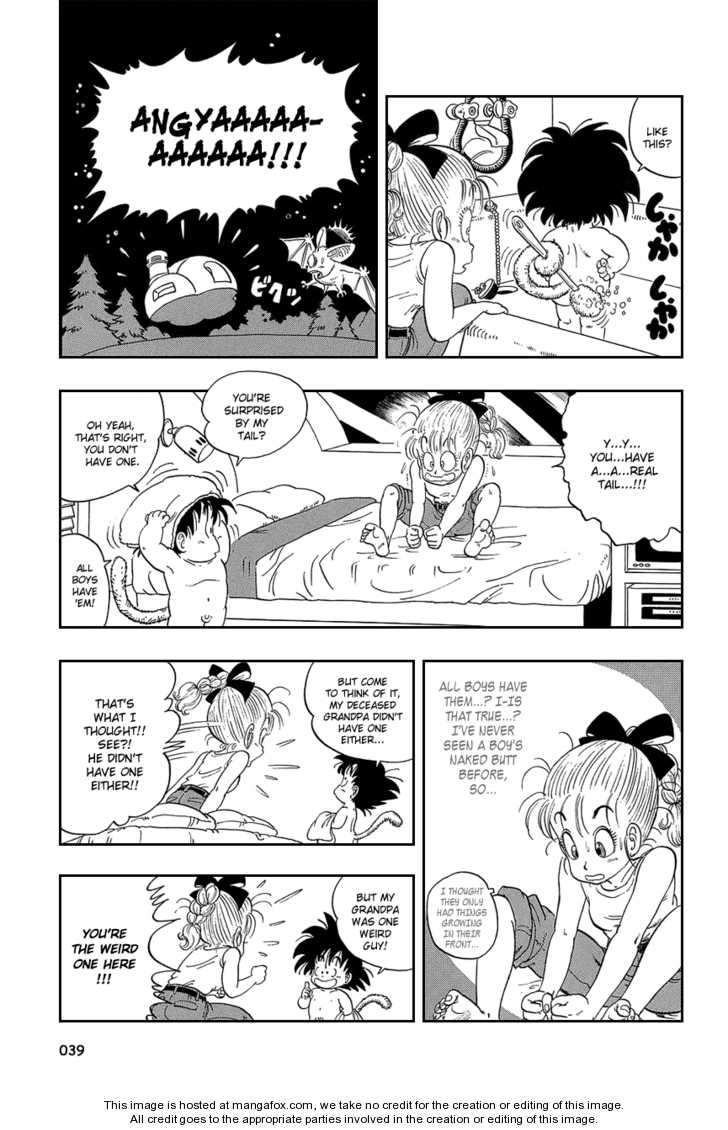 LIKE
THIS?
しゃか
しゃか
ANGYAAAAA-
AAAAAA!!!
ビクッ
Y...Y...
YOU...HAVE
A...A...REAL
TAIL...!!!
YOU'RE
SURPRISED
BY MY
TAIL?
OH YEAH,
THAT'S RIGHT,
YOU DON'T
HAVE ONE.
ALL
BOYS
HAVE
'EM!
ALL BOYS HAVE
THEM...? I-IS
THAT TRUE...?
I'VE NEVER
SEEN A BOY'S
NAKED BUTT
BEFORE,
SO...
I THOUGHT
THEY ONLY
HAD THINGS
GROWING
IN THEIR
FRONT...
BUT COME
TO THINK OF IT,
MY DECEASED
GRANDPA DIDN'T
HAVE ONE
EITHER...
THAT'S
WHAT I
THOUGHT!!
SEE?!
HE DIDN'T
HAVE ONE
EITHER!!
BUT MY
GRANDPA
WAS ONE
WEIRD
GUY!
YOU'RE
THE WEIRD
ONE HERE
!!!
039
This image is hosted at mangafox.com, we take no credit for the creation or editing of this image.
All credit goes to the appropriate parties involved in the creation or editing of this image.